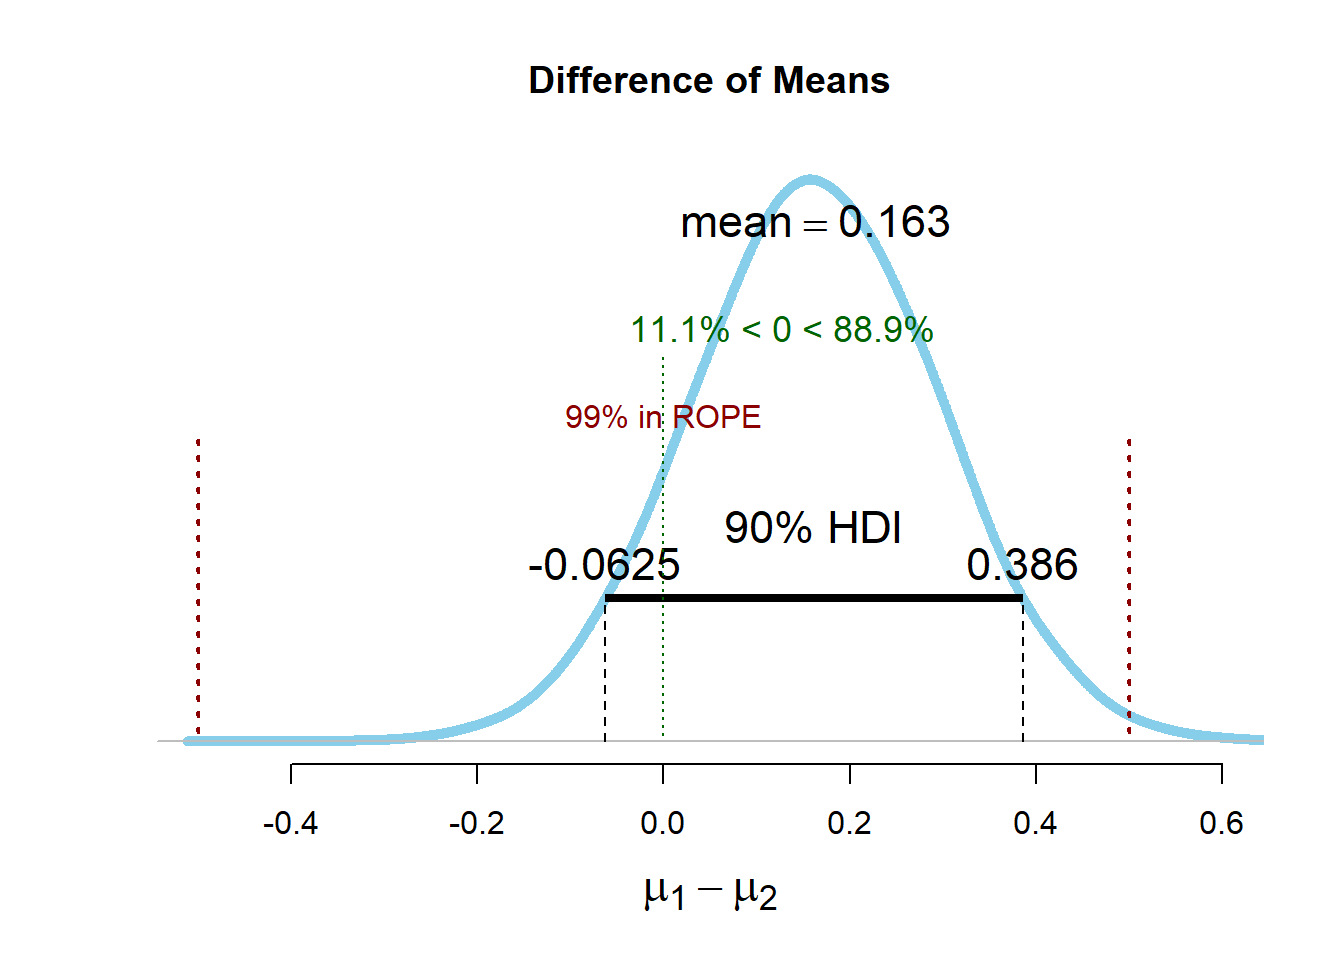 Difference of Means
mean = 0.163
11.1% < 0 < 88.9%
99% in ROPE
90% HDI
-0.0625 0.386
-0.4 -0.2 0.0 0.2 0.4 0.6
μ1 − μ2